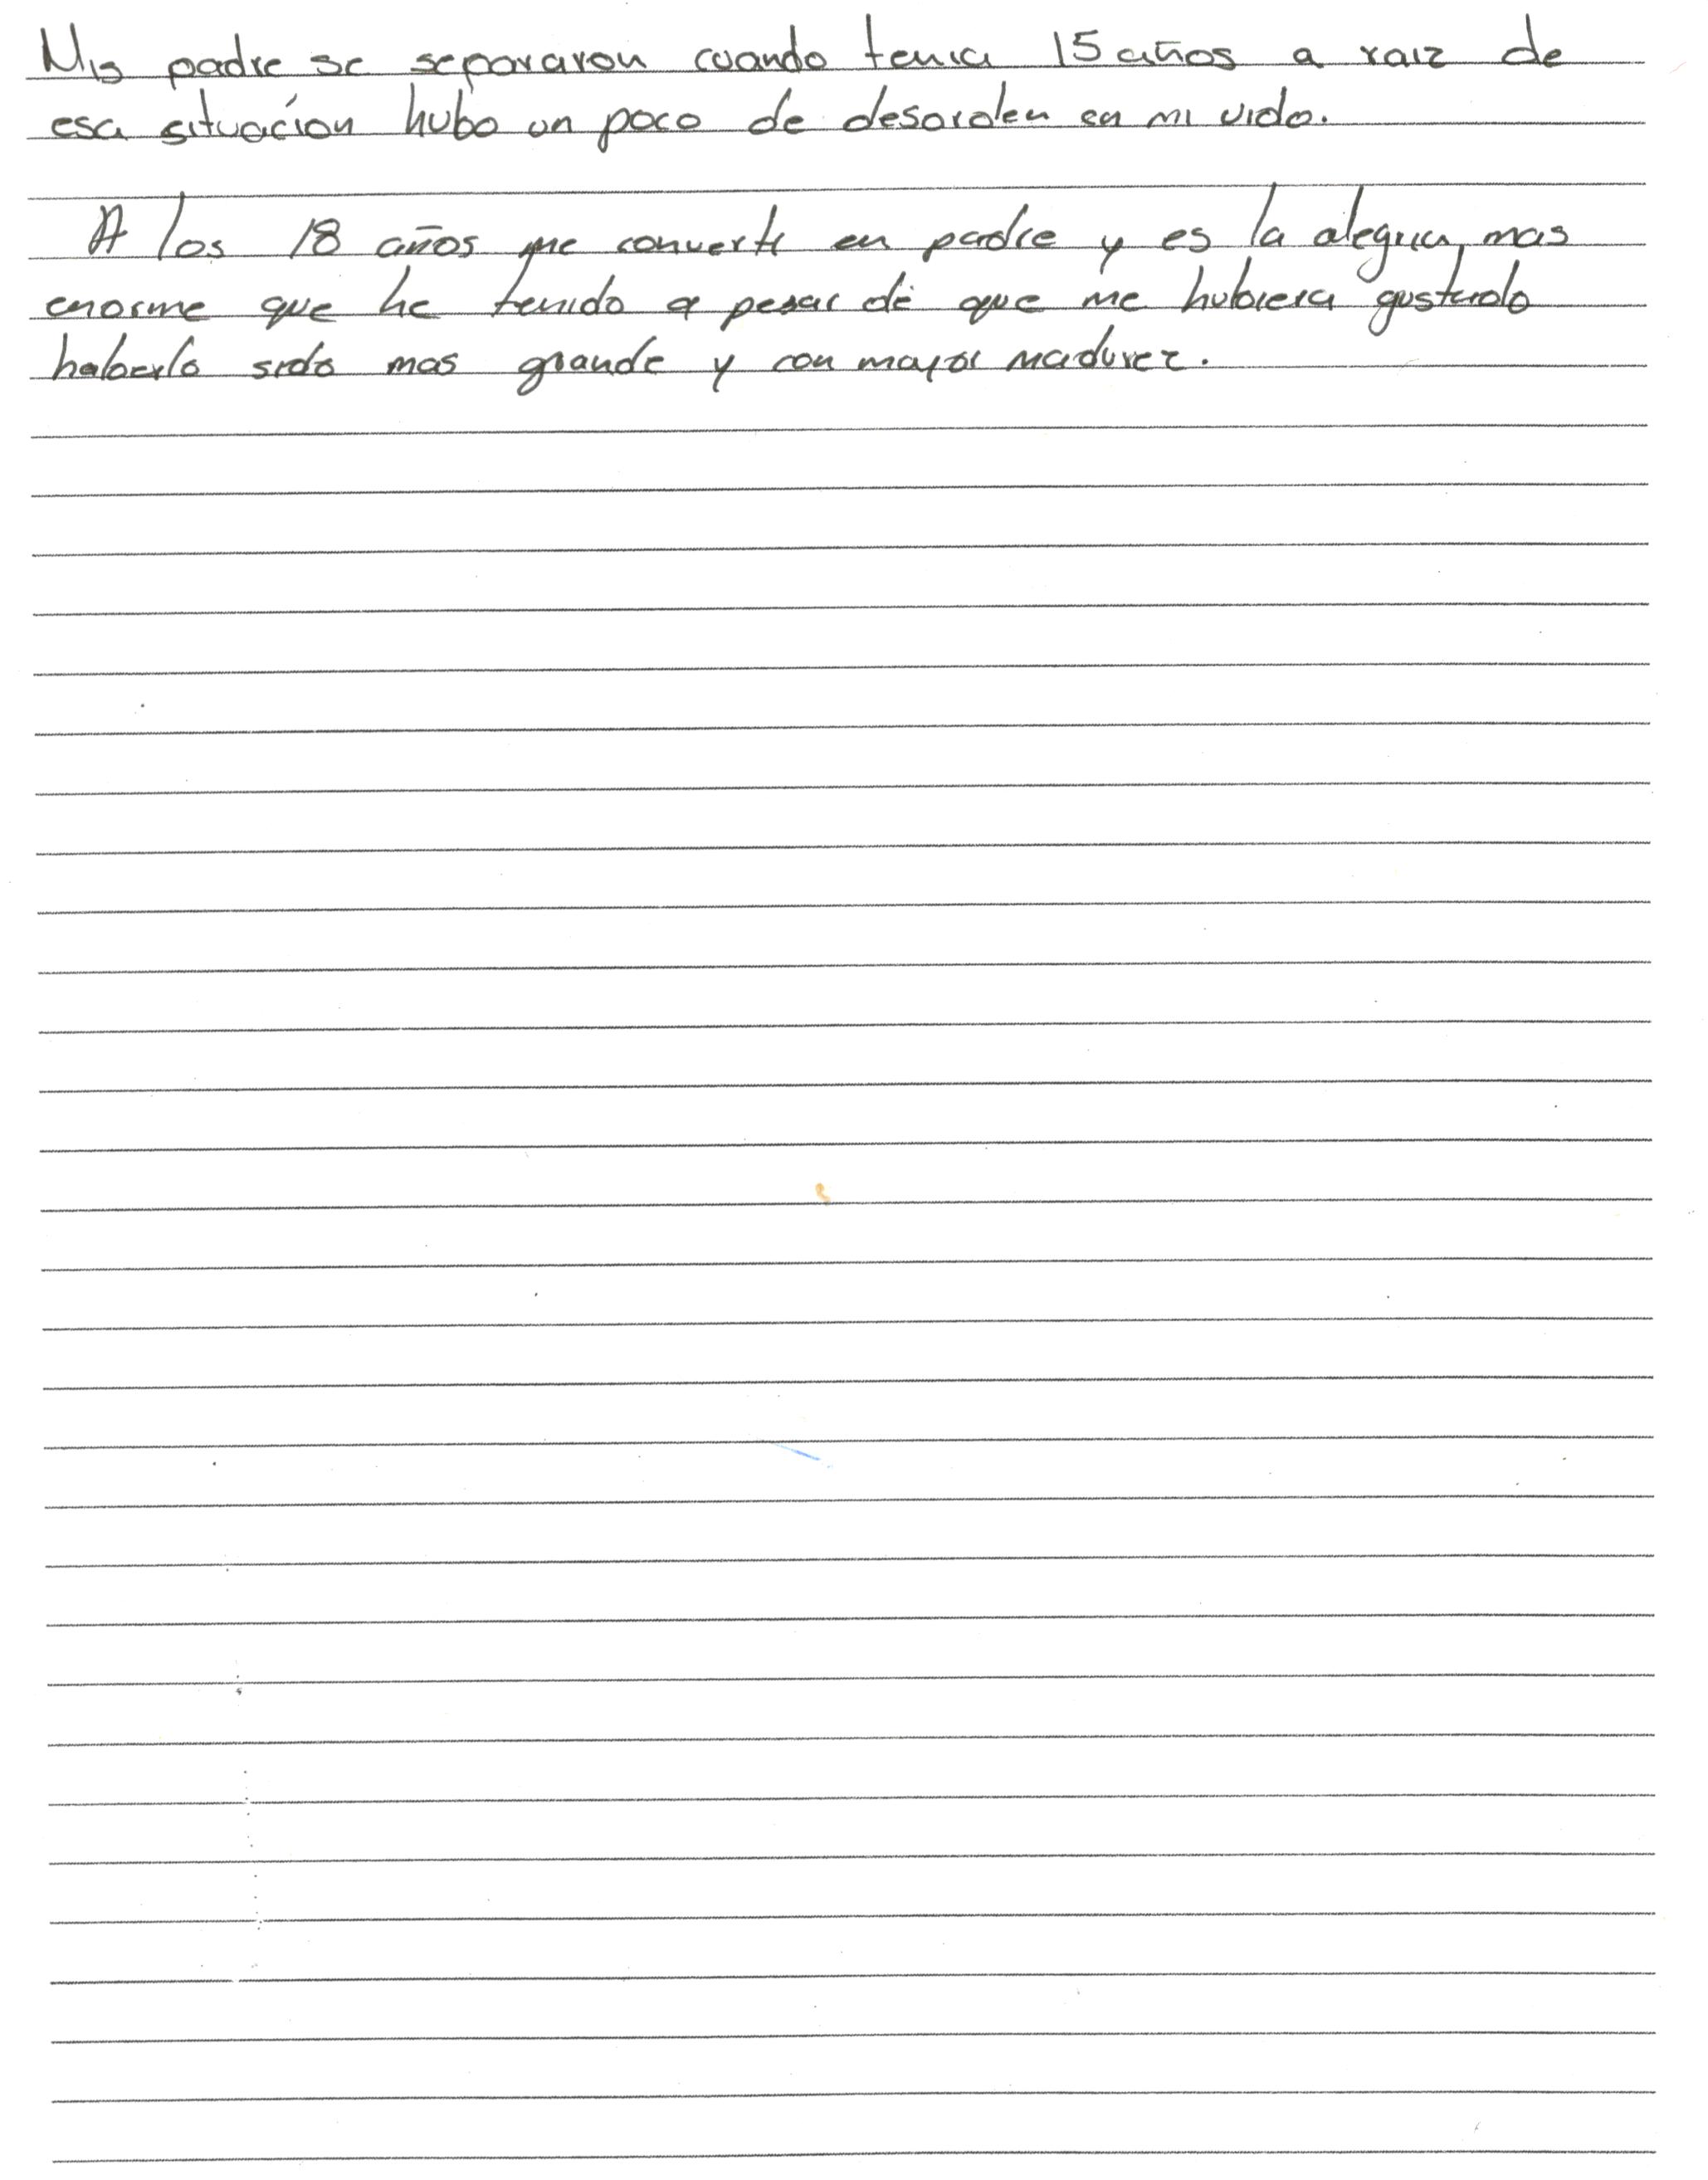 Mis padre se separaron cuando tenia 15 años a raiz de
esa situación hubo un poco de desorden en mi vida.
A los 18 años me converti en padre y es la alegria mas
enorme que he tenido a pesar de que me hubiera gustado
haberlo sido mas grande y con mayor madurez.